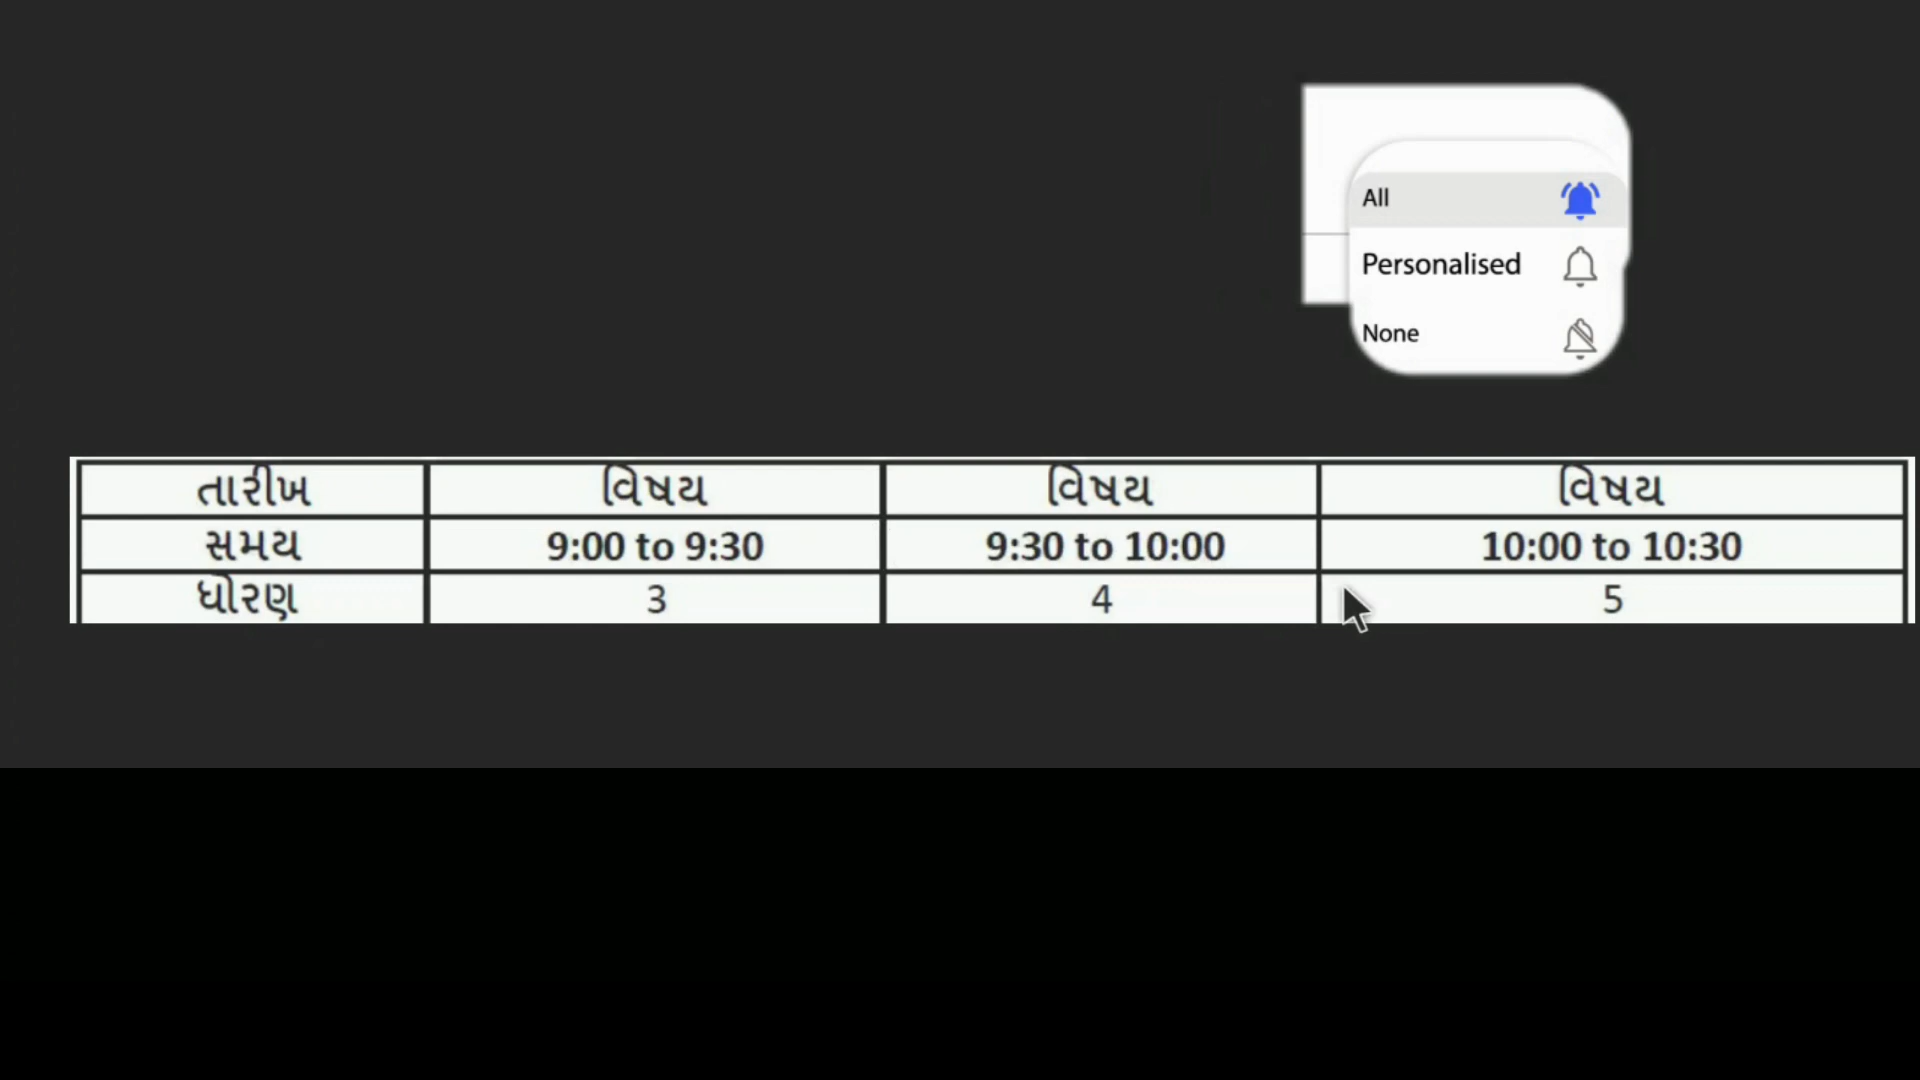 All
Personalised
None
તારીખ વિષય વિષય વિષય
સમય 9:00 to 9:30 9:30 to 10:00 10:00 to 10:30
ધોરણ 3 4 5